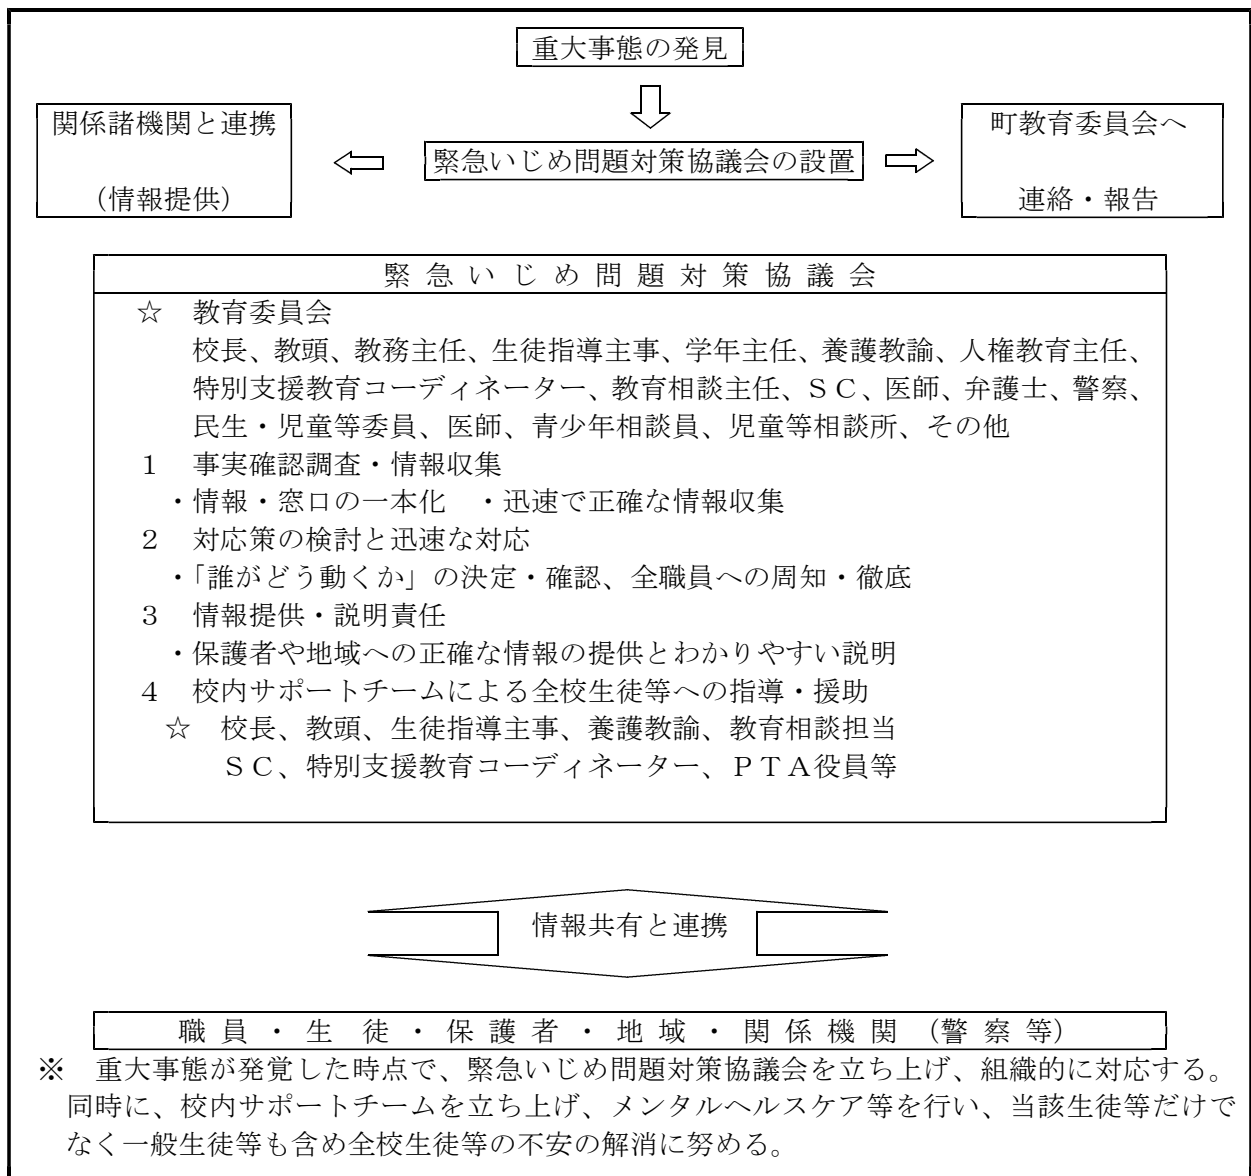 重大事態の発見
関係諸機関と連携
(情報提供)
緊急いじめ問題対策協議会の設置
町教育委員会へ
連絡・報告
緊急いじめ問題対策協議会
☆ 教育委員会
校長、教頭、教務主任、生徒指導主事、学年主任、養護教諭、人権教育主任、
特別支援教育コーディネーター、教育相談主任、SC、医師、弁護士、警察、
民生・児童等委員、医師、青少年相談員、児童等相談所、その他
1 事実確認調査・情報収集
・情報・窓口の一本化 ・迅速で正確な情報収集
2 対応策の検討と迅速な対応
・「誰がどう動くか」の決定・確認、全職員への周知・徹底
3 情報提供・説明責任
・保護者や地域への正確な情報の提供とわかりやすい説明
4 校内サポートチームによる全校生徒等への指導・援助
☆ 校長、教頭、生徒指導主事、養護教諭、教育相談担当
SC、特別支援教育コーディネーター、PTA役員等
情報共有と連携
職員・生徒・保護者・地域・関係機関(警察等)
※ 重大事態が発覚した時点で、緊急いじめ問題対策協議会を立ち上げ、組織的に対応する。
同時に、校内サポートチームを立ち上げ、メンタルヘルスケア等を行い、当該生徒等だけで
なく一般生徒等も含め全校生徒等の不安の解消に努める。